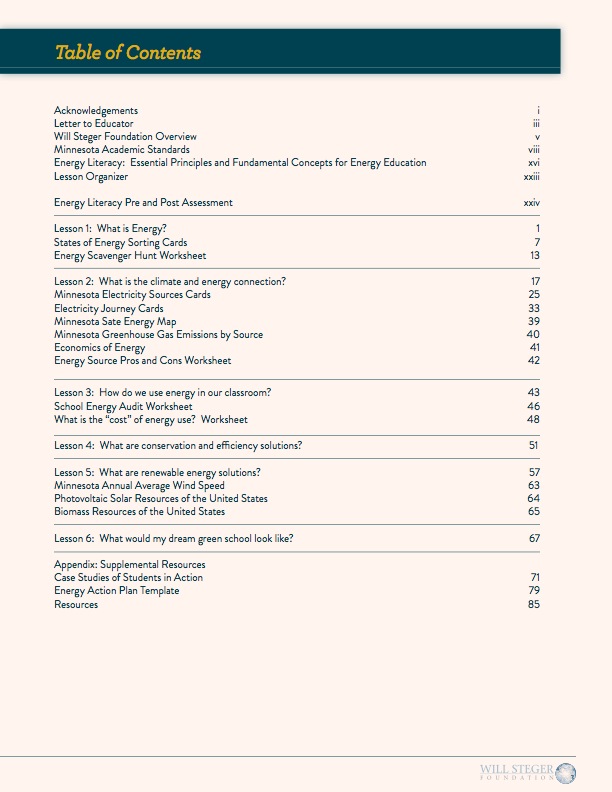 Table of Contents
Acknowledgements i
Letter to Educator iii
Will Steger Foundation Overview v
Minnesota Academic Standards viii
Energy Literacy: Essential Principles and Fundamental Concepts for Energy Education xvi
Lesson Organizer xxiii
Energy Literacy Pre and Post Assessment xxiv
Lesson 1: What is Energy? 1
States of Energy Sorting Cards 7
Energy Scavenger Hunt Worksheet 13
Lesson 2: What is the climate and energy connection? 17
Minnesota Electricity Sources Cards 25
Electricity Journey Cards 33
Minnesota Sate Energy Map 39
Minnesota Greenhouse Gas Emissions by Source 40
Economics of Energy 41
Energy Source Pros and Cons Worksheet 42
Lesson 3: How do we use energy in our classroom? 43
School Energy Audit Worksheet 46
What is the “cost” of energy use? Worksheet 48
Lesson 4: What are conservation and efficiency solutions? 51
Lesson 5: What are renewable energy solutions? 57
Minnesota Annual Average Wind Speed 63
Photovoltaic Solar Resources of the United States 64
Biomass Resources of the United States 65
Lesson 6: What would my dream green school look like? 67
Appendix: Supplemental Resources
Case Studies of Students in Action 71
Energy Action Plan Template 79
Resources 85
WILL STEGER
FOUNDATION